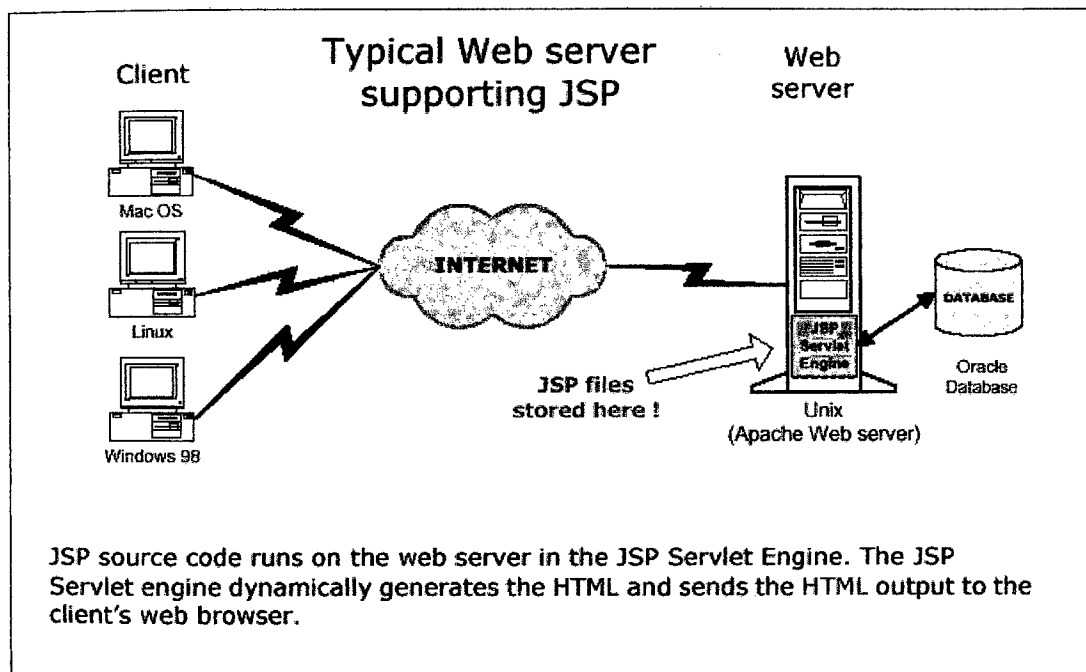 Typical Web server
supporting JSP
Client
Web
server
Mac OS
Linux
Windows 98
INTERNET
JSP files
stored here !
JSP
Servlet
Engine
Unix
(Apache Web server)
DATABASE
Oracle
Database
JSP source code runs on the web server in the JSP Servlet Engine. The JSP
Servlet engine dynamically generates the HTML and sends the HTML output to the
client's web browser.